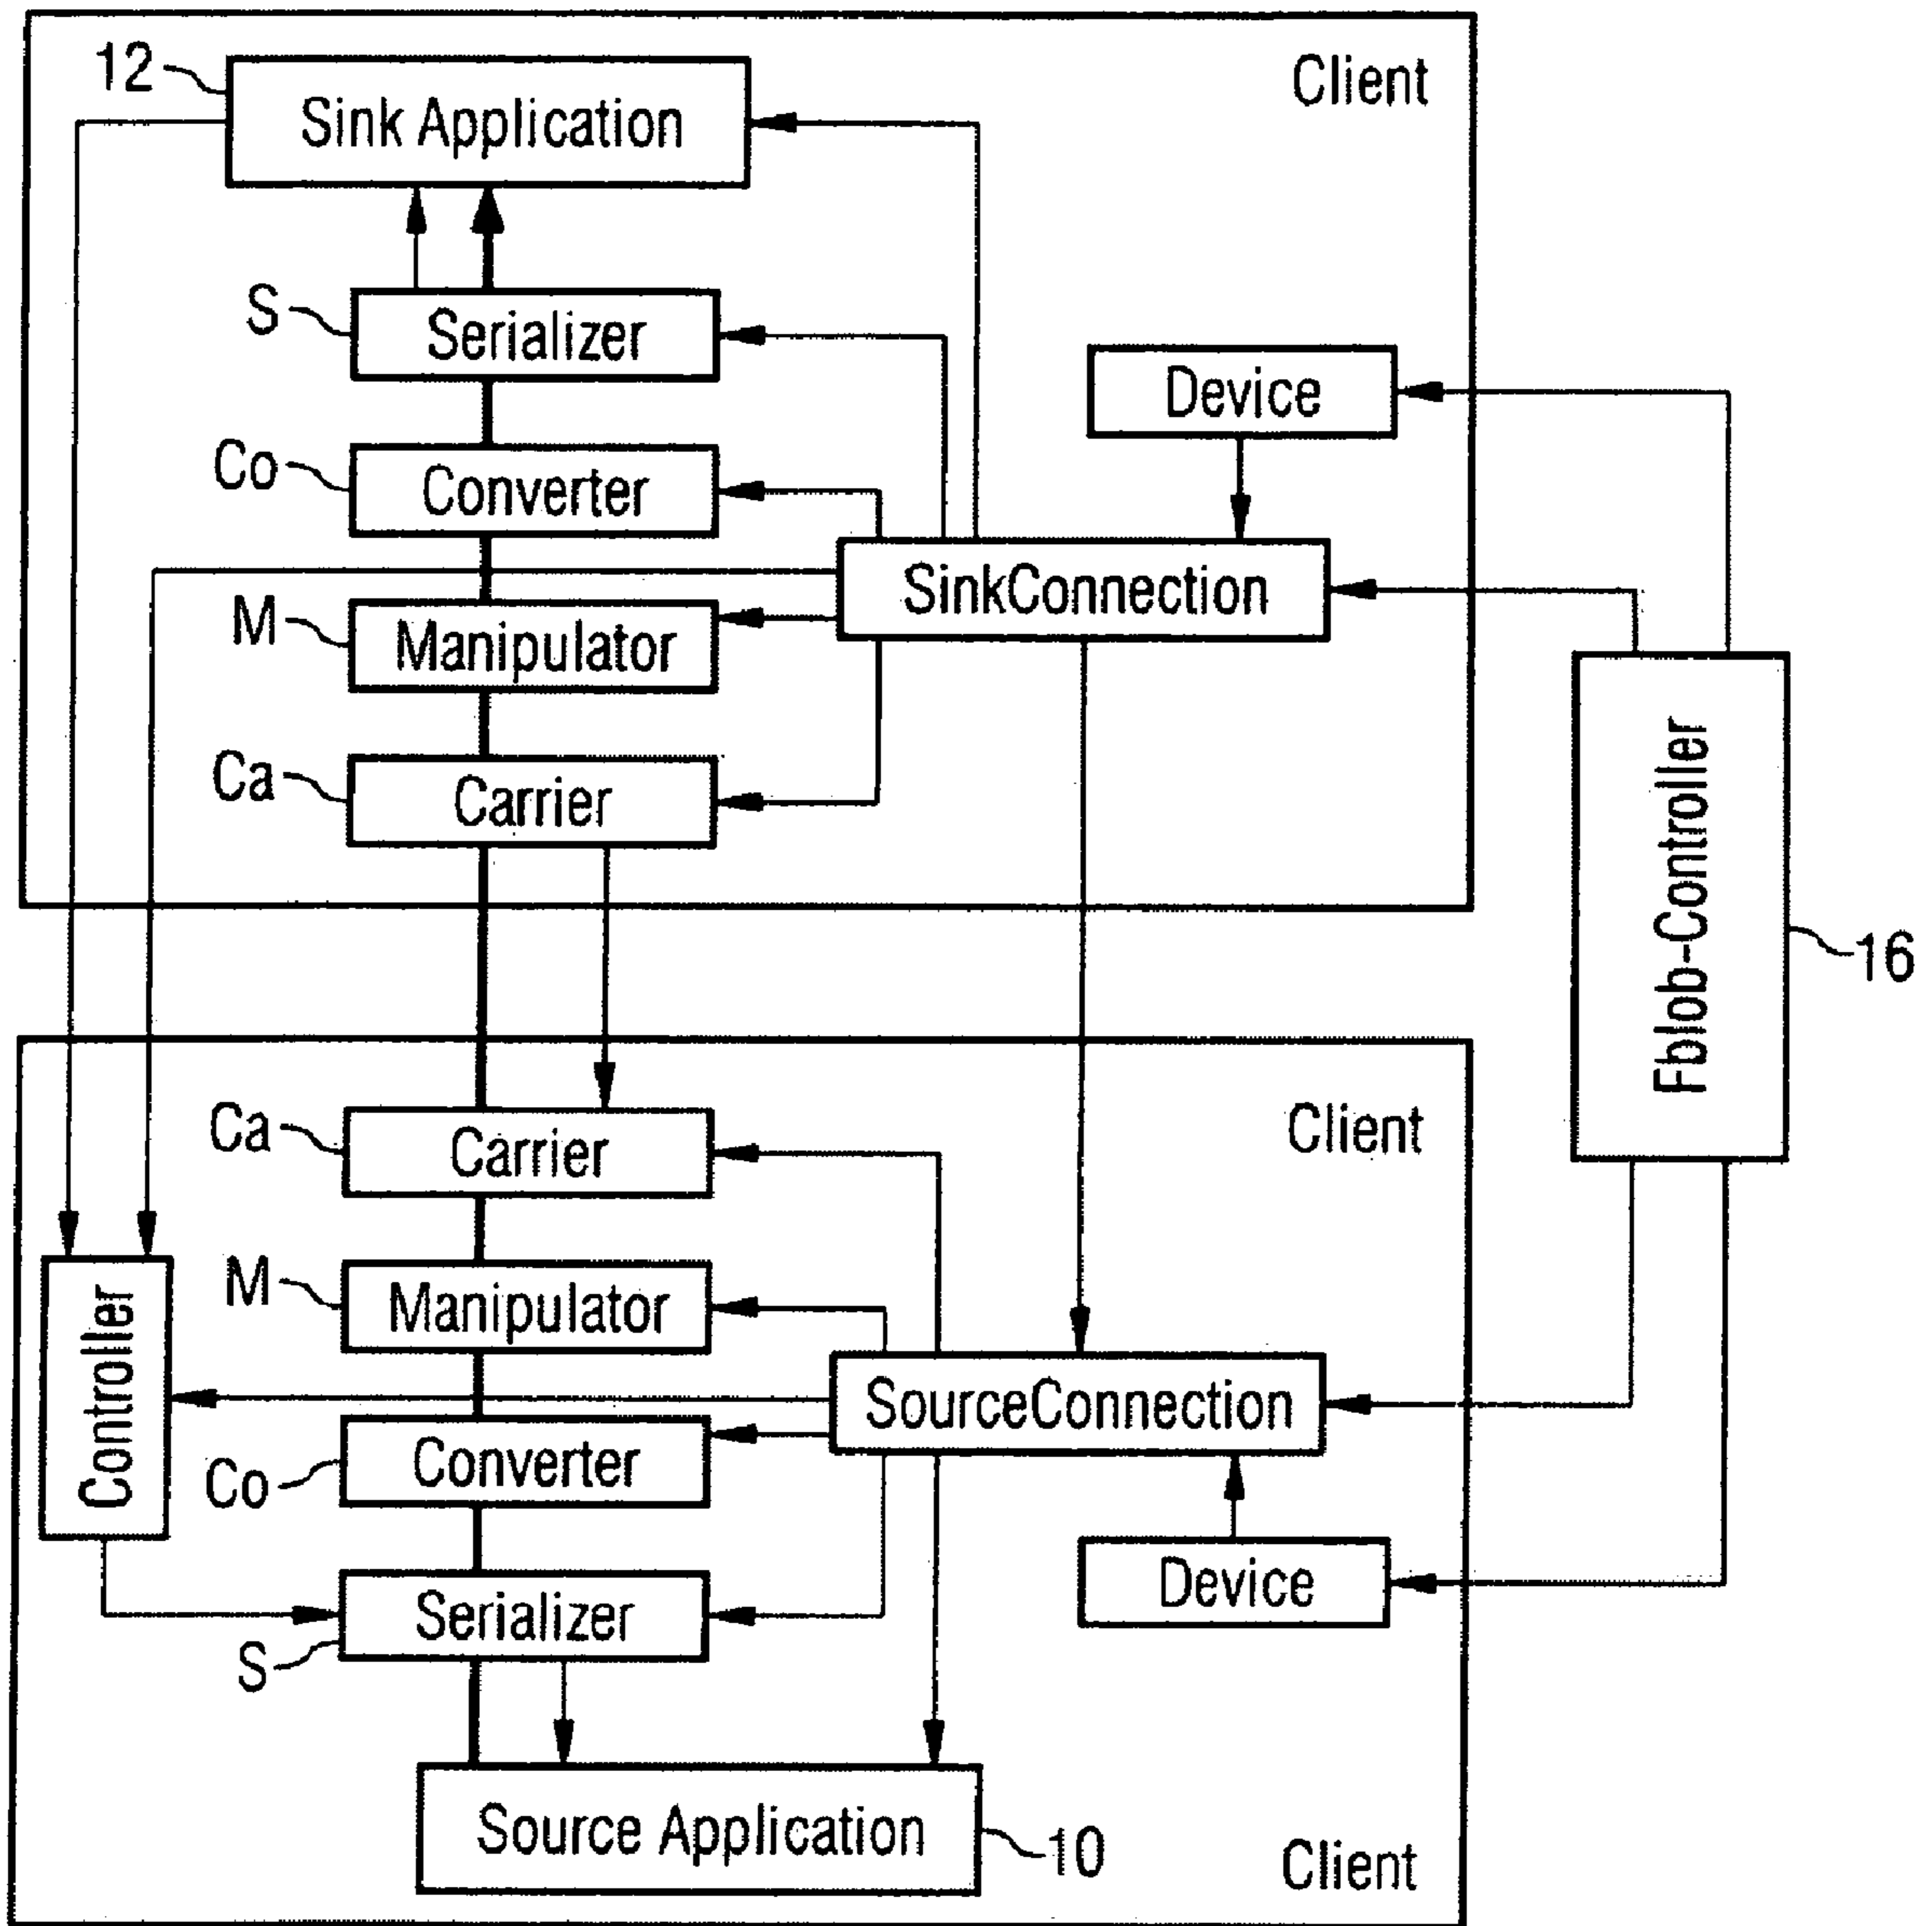 12
Sink Application
Client
S
Serializer
Device
Co
Converter
SinkConnection
M
Manipulator
Ca
Carrier
Fblob-Controller
16
Ca
Carrier
Client
M
Manipulator
Controller
SourceConnection
Co
Converter
Device
Serializer
S
Source Application
10
Client